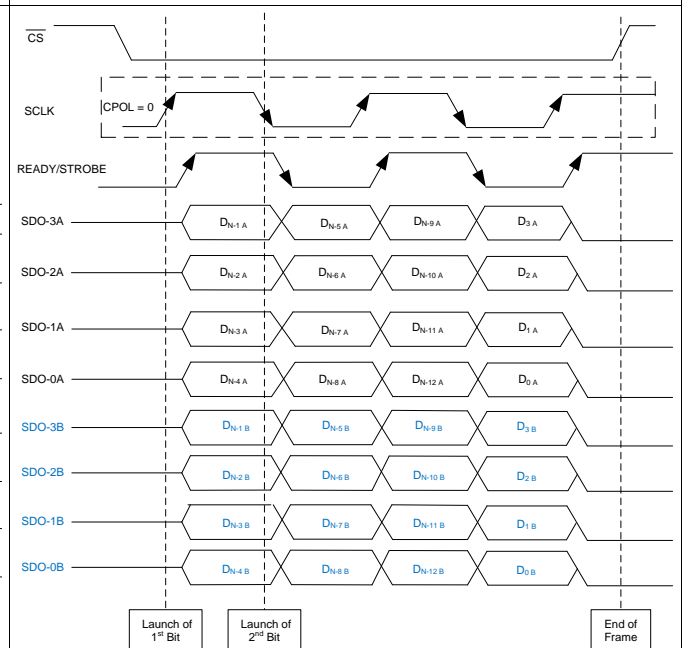 CS
SCLK
CPOL = 0
READY/STROBE
SDO-3A DN-1 A DN-5 A DN-9 A D3 A
SDO-2A DN-2 A DN-6 A DN-10 A D2 A
SDO-1A DN-3 A DN-7 A DN-11 A D1 A
SDO-0A DN-4 A DN-8 A DN-12 A D0 A
SDO-3B DN-1 B DN-5 B DN-9 B D3 B
SDO-2B DN-2 B DN-6 B DN-10 B D2 B
SDO-1B DN-3 B DN-7 B DN-11 B D1 B
SDO-0B DN-4 B DN-8 B DN-12 B D0 B
Launch of
1st Bit
Launch of
2nd Bit
End of
Frame